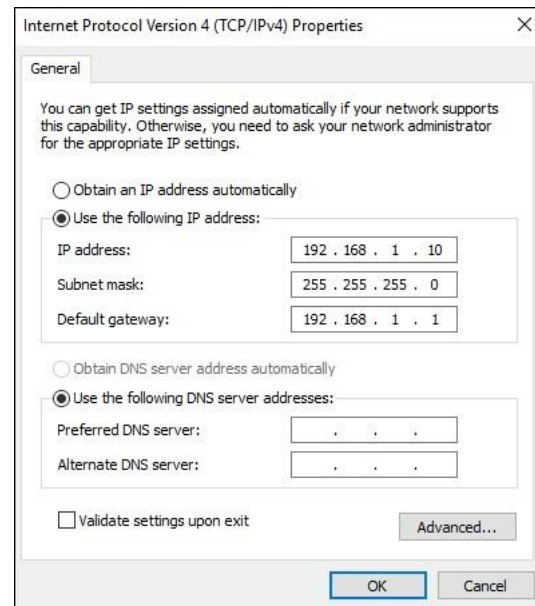 Internet Protocol Version 4 (TCP/IPv4) Properties
General
You can get IP settings assigned automatically if your network supports
this capability. Otherwise, you need to ask your network administrator
for the appropriate IP settings.
Obtain an IP address automatically
Use the following IP address:
IP address: 192 . 168 . 1 . 10
Subnet mask: 255 . 255 . 255 . 0
Default gateway: 192 . 168 . 1 . 1
Obtain DNS server address automatically
Use the following DNS server addresses:
Preferred DNS server: . . .
Alternate DNS server: . . .
Validate settings upon exit
Advanced...
OK Cancel